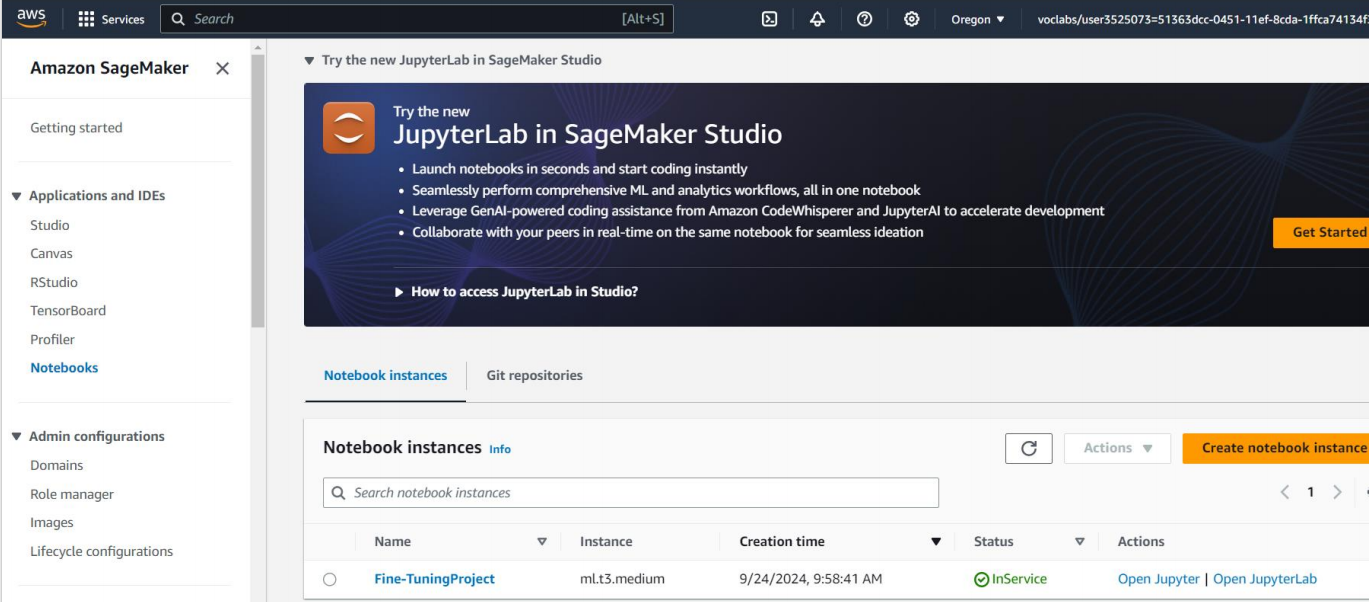 aws
Services
Search
[Alt+S]
Oregon
voclabs/user3525073=51363dcc-0451-11ef-8cda-1ffca74134f
Amazon SageMaker
Getting started
Applications and IDEs
Studio
Canvas
RStudio
TensorBoard
Profiler
Notebooks
Admin configurations
Domains
Role manager
Images
Lifecycle configurations
Try the new JupyterLab in SageMaker Studio
Try the new
JupyterLab in SageMaker Studio
• Launch notebooks in seconds and start coding instantly
• Seamlessly perform comprehensive ML and analytics workflows, all in one notebook
• Leverage GenAI-powered coding assistance from Amazon CodeWhisperer and JupyterAI to accelerate development
• Collaborate with your peers in real-time on the same notebook for seamless ideation
Get Started
How to access JupyterLab in Studio?
Notebook instances
Git repositories
Notebook instances Info
Actions
Create notebook instance
Search notebook instances
1
Name Instance Creation time Status Actions
Fine-TuningProject ml.t3.medium 9/24/2024, 9:58:41 AM InService Open Jupyter | Open JupyterLab